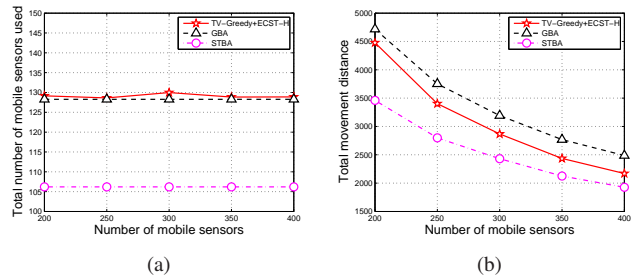 150
145
140
135
130
125
120
115
110
105
100
200
250
300
350
400
Total number of mobile sensors used
Number of mobile sensors
TV-Greedy+ECST-H
GBA
STBA
(a)
5000
4500
4000
3500
3000
2500
2000
1500
200
250
300
350
400
Total movement distance
Number of mobile sensors
TV-Greedy+ECST-H
GBA
STBA
(b)